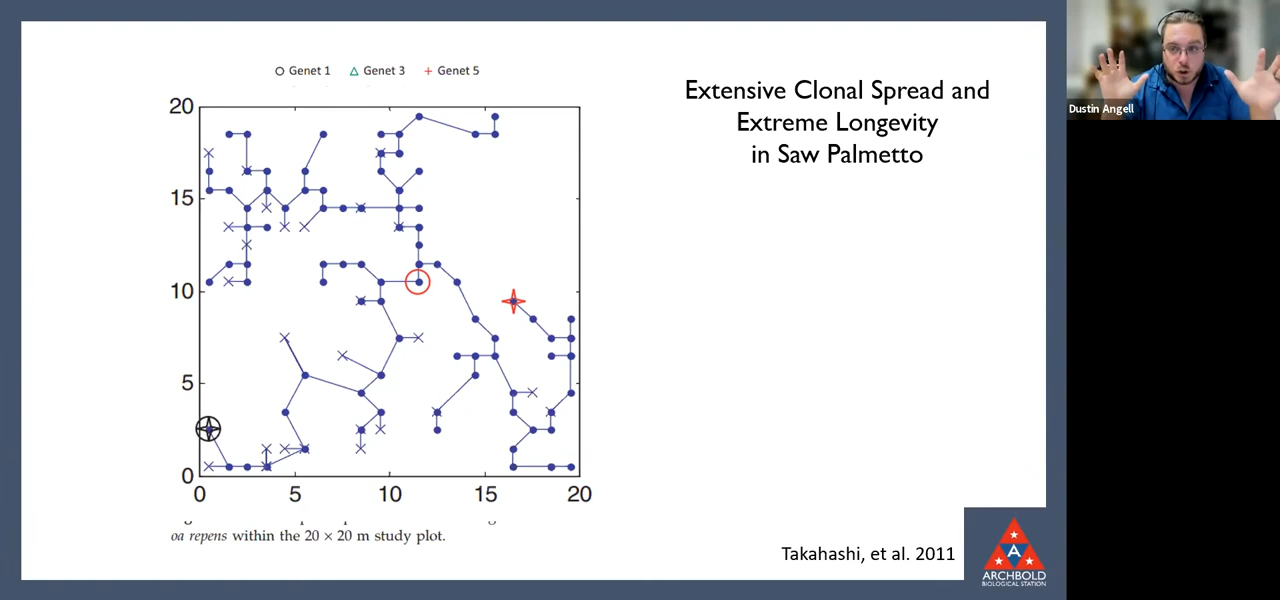 Genet 1 Genet 3 Genet 5
Extensive Clonal Spread and
Extreme Longevity
in Saw Palmetto
Dustin Angell
20
15
10
5
0
0 5 10 15 20
oa repens within the 20 × 20 m study plot.
Takahashi, et al. 2011
A
ARCHBOLD
BIOLOGICAL STATION